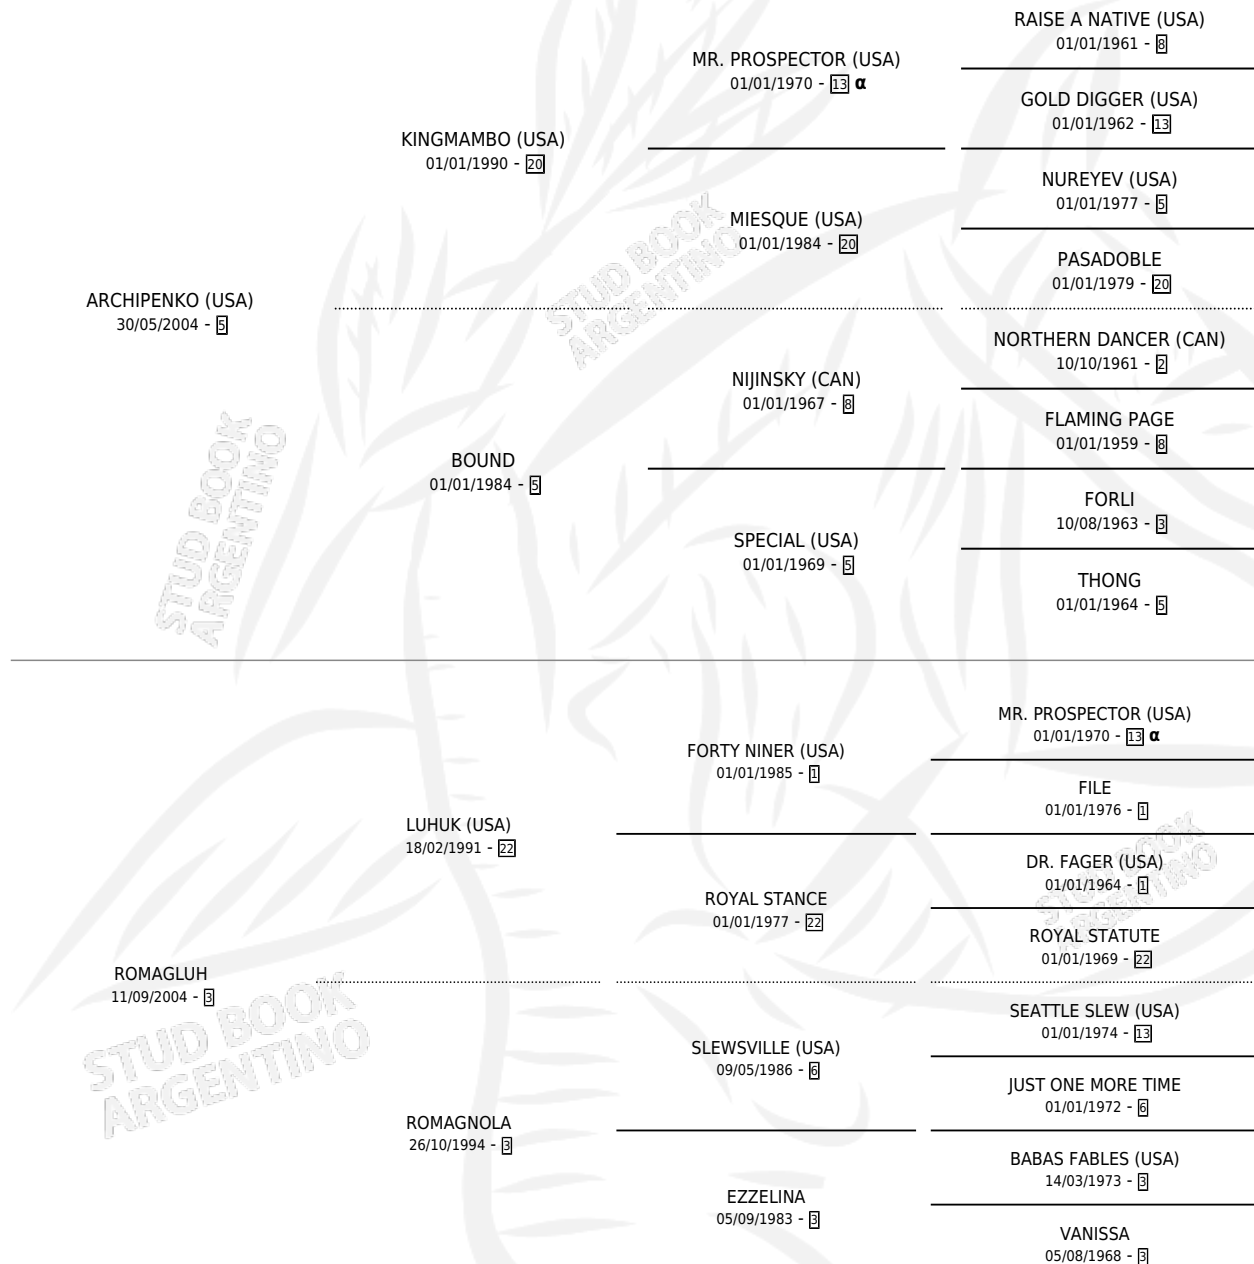 RAISE A NATIVE (USA)
01/01/1961 - 8
MR. PROSPECTOR (USA)
01/01/1970 - 13 α
GOLD DIGGER (USA)
01/01/1962 - 13
KINGMAMBO (USA)
01/01/1990 - 20
NUREYEV (USA)
01/01/1977 - 5
MIESQUE (USA)
01/01/1984 - 20
PASADOBLE
01/01/1979 - 20
ARCHIPENKO (USA)
30/05/2004 - 5
NORTHERN DANCER (CAN)
10/10/1961 - 2
NIJINSKY (CAN)
01/01/1967 - 8
FLAMING PAGE
01/01/1959 - 8
BOUND
01/01/1984 - 5
FORLI
10/08/1963 - 3
SPECIAL (USA)
01/01/1969 - 5
THONG
01/01/1964 - 5
STUD BOOK
ARGENTINO
STUD BOOK
ARGENTINO
MR. PROSPECTOR (USA)
01/01/1970 - 13 α
FORTY NINER (USA)
01/01/1985 - 1
FILE
01/01/1976 - 1
LUHUK (USA)
18/02/1991 - 22
DR. FAGER (USA)
01/01/1964 - 1
ROYAL STANCE
01/01/1977 - 22
ROYAL STATUTE
01/01/1969 - 22
ROMAGLUH
11/09/2004 - 3
SEATTLE SLEW (USA)
01/01/1974 - 13
SLEWSVILLE (USA)
09/05/1986 - 6
JUST ONE MORE TIME
01/01/1972 - 6
ROMAGNOLA
26/10/1994 - 3
BABAS FABLES (USA)
14/03/1973 - 3
EZZELINA
05/09/1983 - 3
VANISSA
05/08/1968 - 3
STUD BOOK
ARGENTINO
STUD BOOK
ARGENTINO